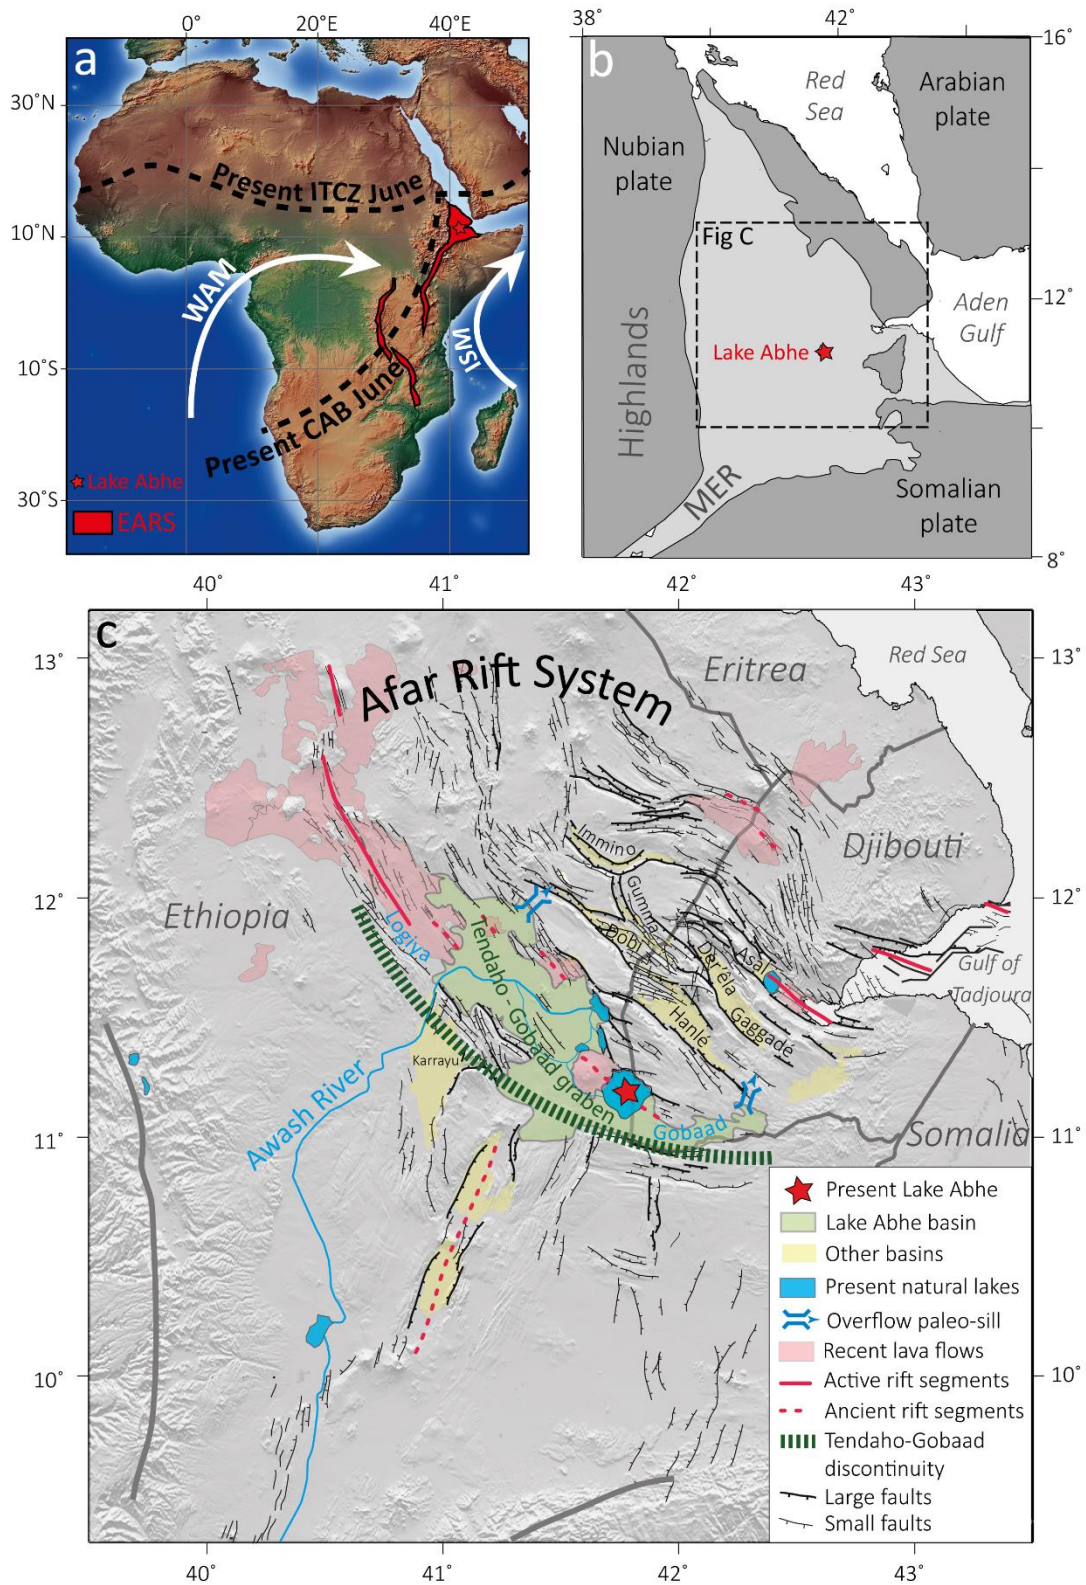 0°
20°E
40°E
a
30°N
10°N
10°S
30°S
Present ITCZ June
WAM
ISM
Present CAB June
Lake Abhe
EARS
38°
42°
b
16°
12°
8°
Red
Sea
Arabian
plate
Nubian
plate
Fig C
Aden
Gulf
Lake Abhe
Highlands
MER
Somalian
plate
40°
41°
42°
43°
c
13°
13°
Afar Rift System
Eritrea
Red Sea
Immino
Gumma
Djibouti
12°
12°
Ethiopia
Logiya
Tendaho - Gobaad graben
Dobi
Der'éla
Asal
Gulf of
Tadjoura
Hanlé
Gaggadé
Karrayu
Awash River
Gobaad
11°
11°
Somalia
Present Lake Abhe
Lake Abhe basin
Other basins
Present natural lakes
Overflow paleo-sill
Recent lava flows
Active rift segments
Ancient rift segments
Tendaho-Gobaad
discontinuity
Large faults
Small faults
10°
10°
40°
41°
42°
43°